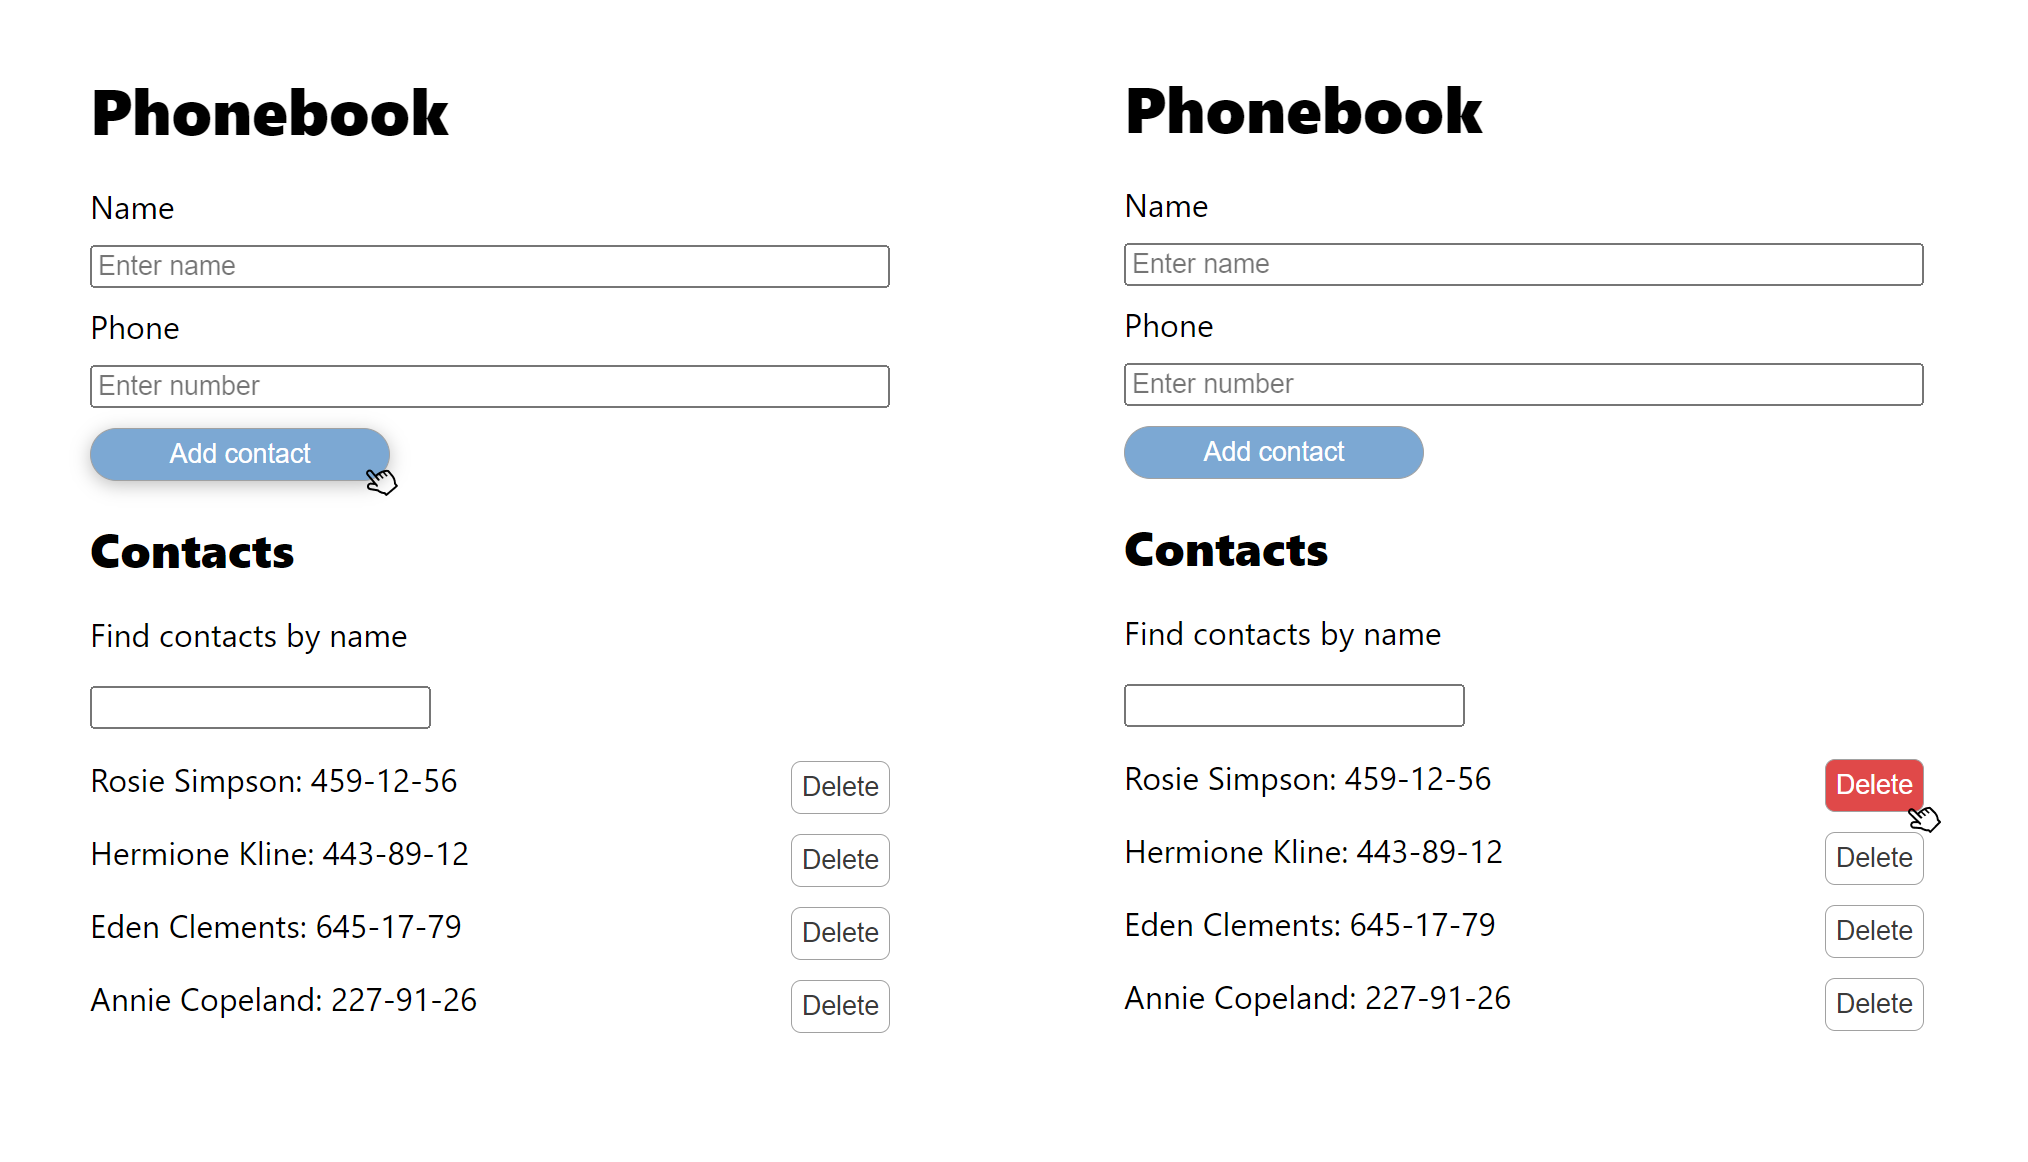 Phonebook
Name
Enter name
Phone
Enter number
Add contact
Contacts
Find contacts by name
Rosie Simpson: 459-12-56 Delete
Hermione Kline: 443-89-12 Delete
Eden Clements: 645-17-79 Delete
Annie Copeland: 227-91-26 Delete
Phonebook
Name
Enter name
Phone
Enter number
Add contact
Contacts
Find contacts by name
Rosie Simpson: 459-12-56 Delete
Hermione Kline: 443-89-12 Delete
Eden Clements: 645-17-79 Delete
Annie Copeland: 227-91-26 Delete